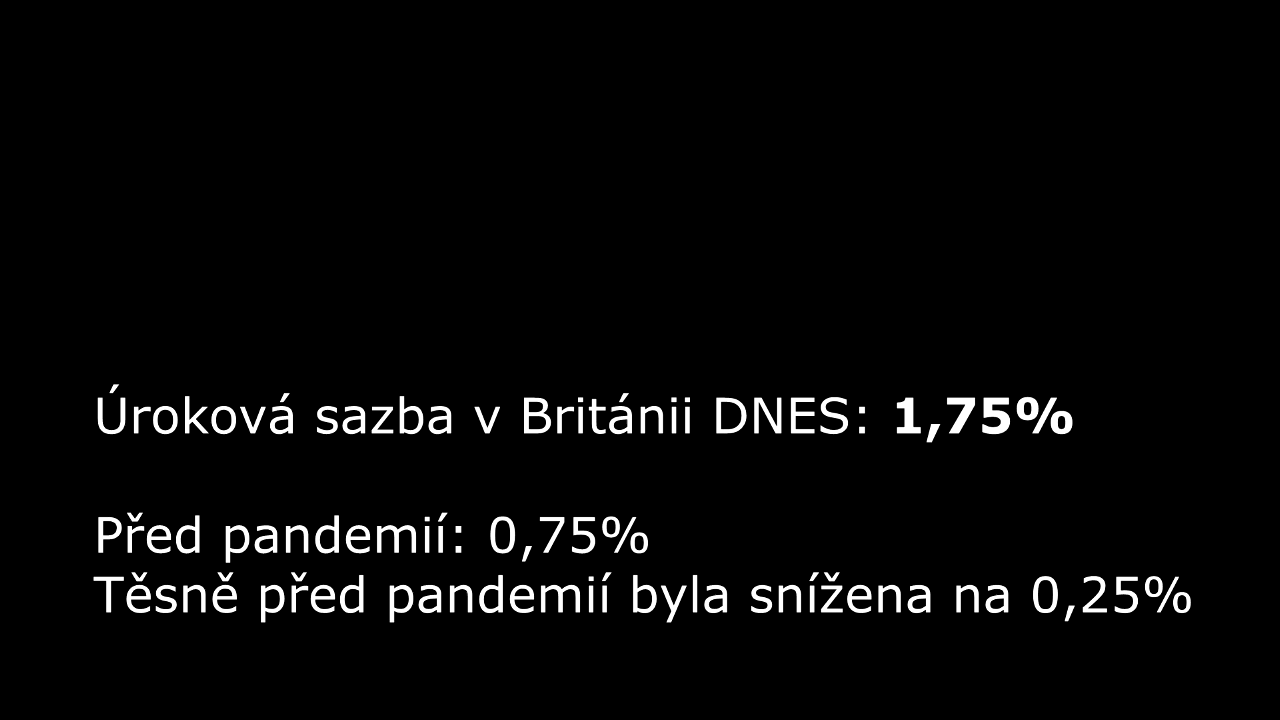 Úroková sazba v Británii DNES: 1,75%
Před pandemií: 0,75%
Těsně před pandemií byla snížena na 0,25%